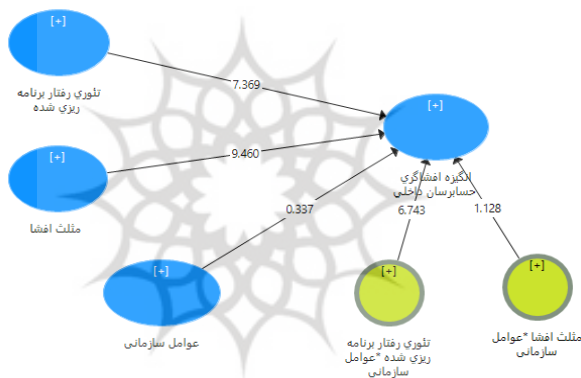 [+]
تئوري رفتار برنامه
ريزي شده
7.369
[+]
انگيزه افشاگري
حسابرسان داخلي
[+]
مثلث افشا
9.460
0.337
6.743
1.128
[+]
عوامل سازماني
[+]
تئوري رفتار برنامه
ريزي شده *عوامل
سازماني
[+]
مثلث افشا *عوامل
سازماني